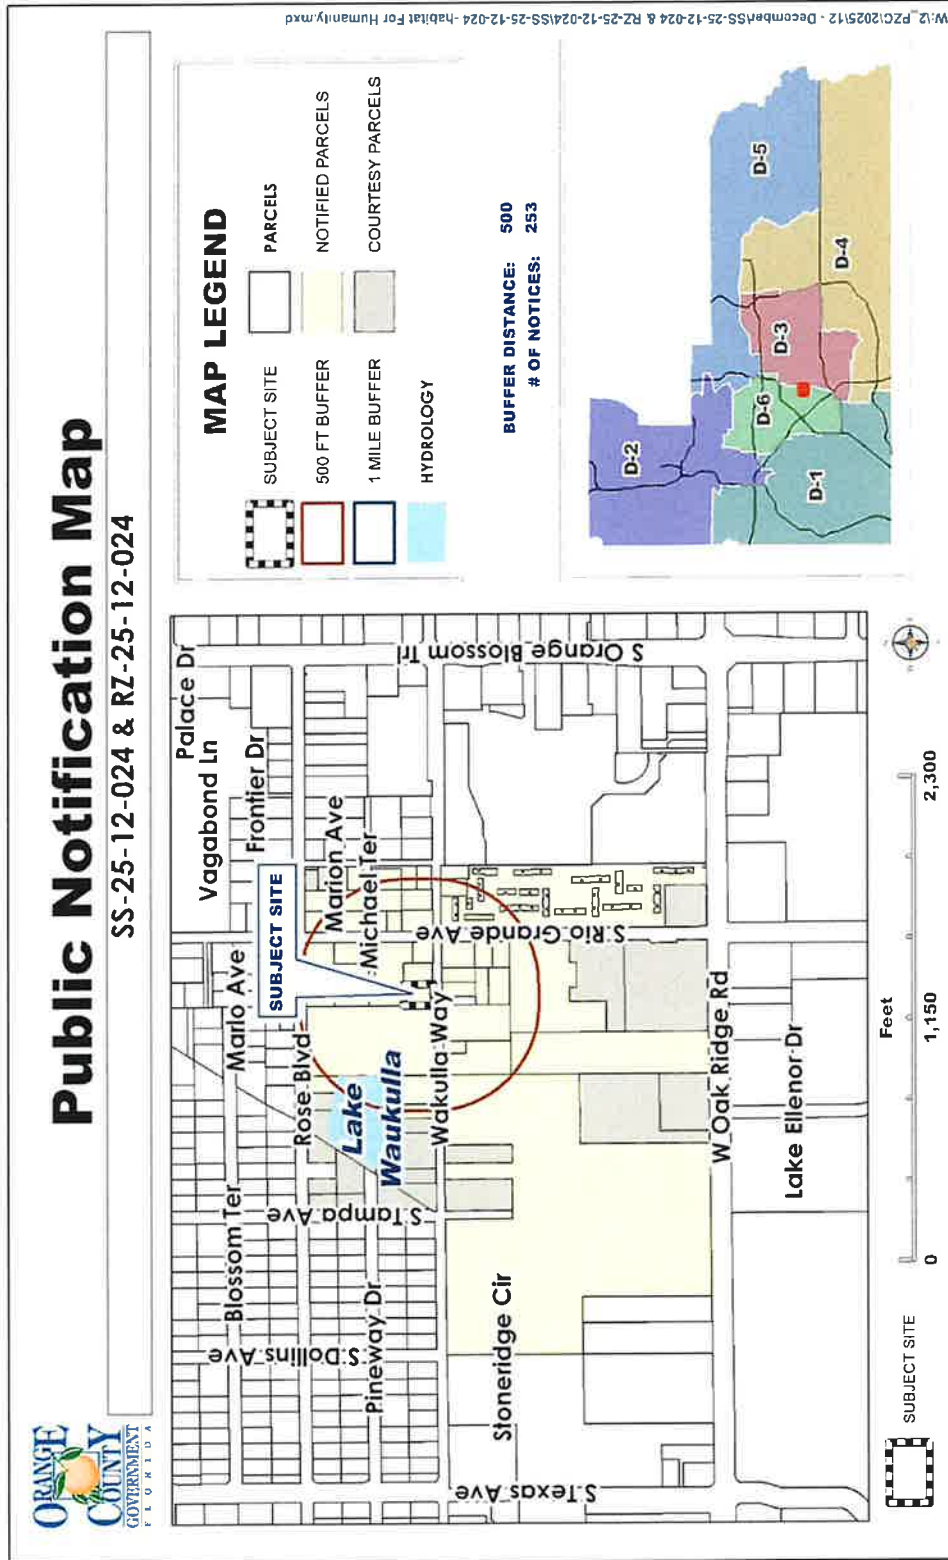 ORANGE
COUNTY
GOVERNMENT
FLORIDA
Public Notification Map
SS-25-12-024 & RZ-25-12-024
Palace Dr
Vagabond Ln
Frontier Dr
Marlo Ave
Blossom Ter
Rose Blvd
SUBJECT SITE
Marion Ave
Michael Ter
Lake
Waukulla
Wakulla Way
S Tampa Ave
S Dollins Ave
Pineway Dr
Stoneridge Cir
S Texas Ave
S Rio Grande Ave
S Orange Blossom Trl
W Oak Ridge Rd
Lake Ellenor Dr
MAP LEGEND
SUBJECT SITE
PARCELS
500 FT BUFFER
NOTIFIED PARCELS
1 MILE BUFFER
COURTESY PARCELS
HYDROLOGY
BUFFER DISTANCE: 500
# OF NOTICES: 253
D-2
D-5
D-6
D-3
D-4
D-1
SUBJECT SITE
Feet
0 1,150 2,300
W:\2_PZC\2025\12 - December\SS-25-12-024 & RZ-25-12-024\SS-25-12-024 -habitat For Humanity.mxd